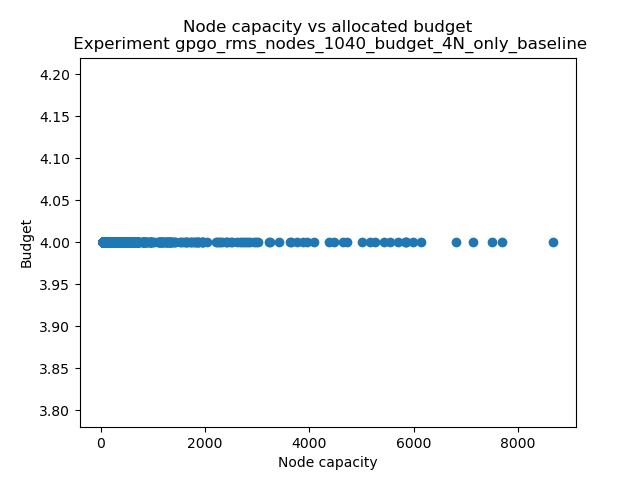 Node capacity vs allocated budget
Experiment gpgo_rms_nodes_1040_budget_4N_only_baseline
4.20
4.15
4.10
4.05
4.00
3.95
3.90
3.85
3.80
Budget
0 2000 4000 6000 8000
Node capacity